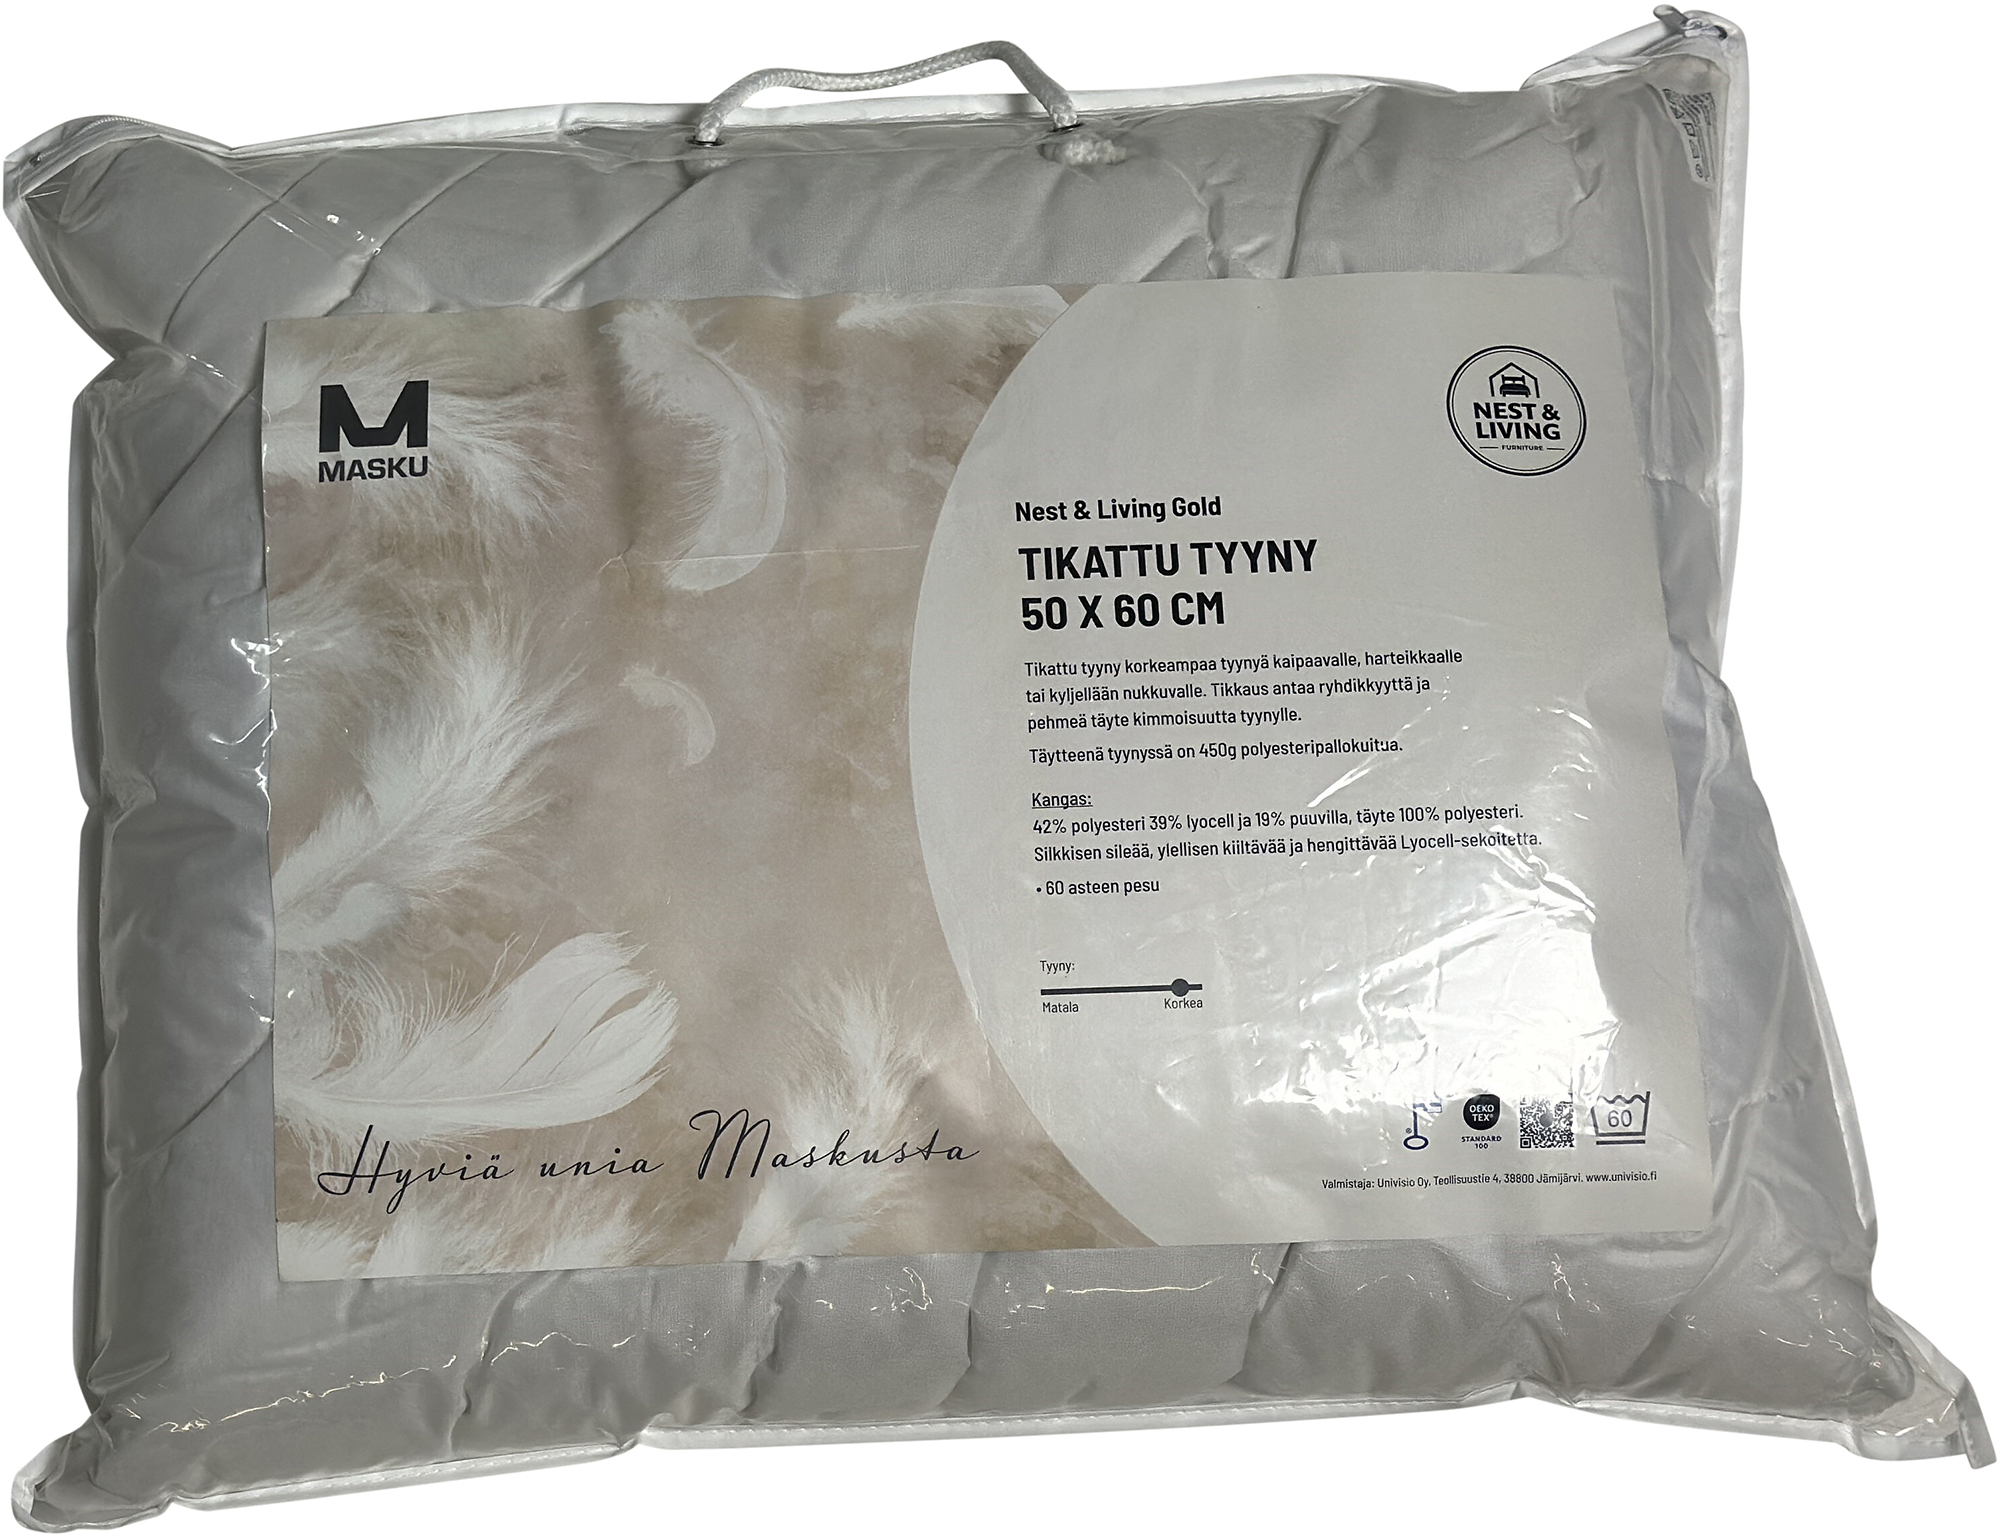 MASKU
NEST &
LIVING
FURNITURE
Nest & Living Gold
TIKATTU TYYNY
50 X 60 CM
Tikattu tyyny korkeampaa tyynyä kaipaavalle, harteikkaalle
tai kyljellään nukkuvalle. Tikkaus antaa ryhdikkyyttä ja
pehmeä täyte kimmoisuutta tyynylle.
Täytteenä tyynyssä on 450g polyesteripallokuitua.
Kangas:
42% polyesteri 39% lyocell ja 19% puuvilla, täyte 100% polyesteri.
Silkkisen sileää, ylellisen kiiltävää ja hengittävää Lyocell-sekoitetta.
• 60 asteen pesu
Tyyny:
Matala Korkea
Hyviä unia Maskusta
OEKO
TEX®
STANDARD
100
60
Valmistaja: Univisio Oy, Teollisuustie 4, 38800 Jämijärvi. www.univisio.fi